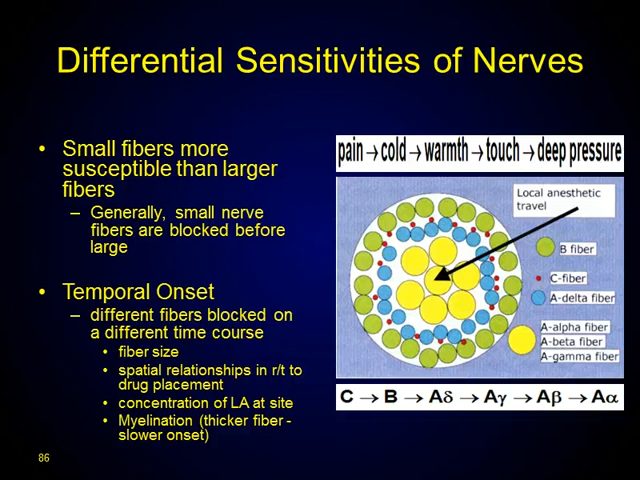 Differential Sensitivities of Nerves
• Small fibers more
susceptible than larger
fibers
– Generally, small nerve
fibers are blocked before
large
• Temporal Onset
– different fibers blocked on
a different time course
• fiber size
• spatial relationships in r/t to
drug placement
• concentration of LA at site
• Myelination (thicker fiber -
slower onset)
pain→cold→warmth→touch→deep pressure
Local anesthetic
travel
B fiber
C-fiber
A-delta fiber
A-alpha fiber
A-beta fiber
A-gamma fiber
C → B → Aδ → Aγ → Aβ → Aα
86